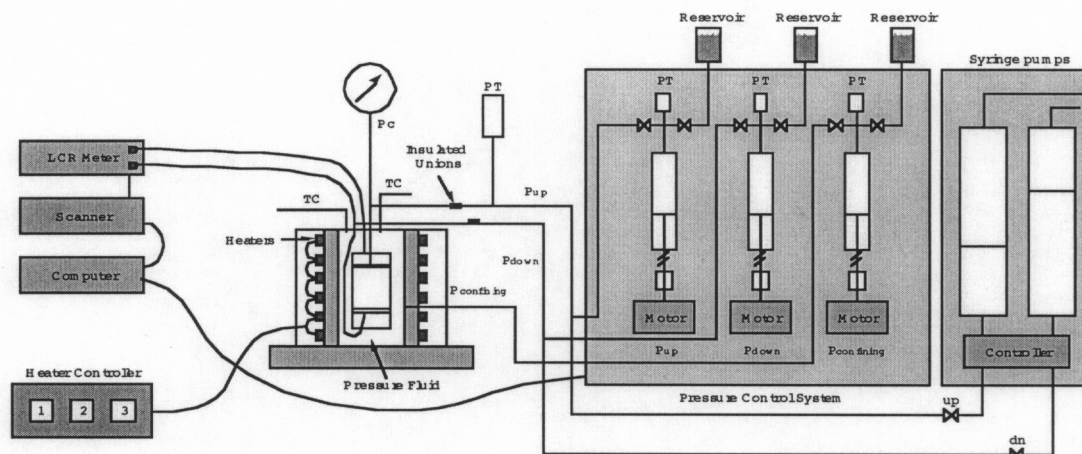 Reservoir
Reservoir
Reservoir
Syringe pumps
PT
PT
PT
PT
Pc
LCR Meter
Insulated
Unions
TC
TC
Pup
Scanner
Heaters
Pdown
Computer
Pconfining
Motor
Motor
Motor
Pup
Pdown
Pconfining
Controller
Pressure Fluid
Heater Controller
1
2
3
Pressure Control System
up
dn